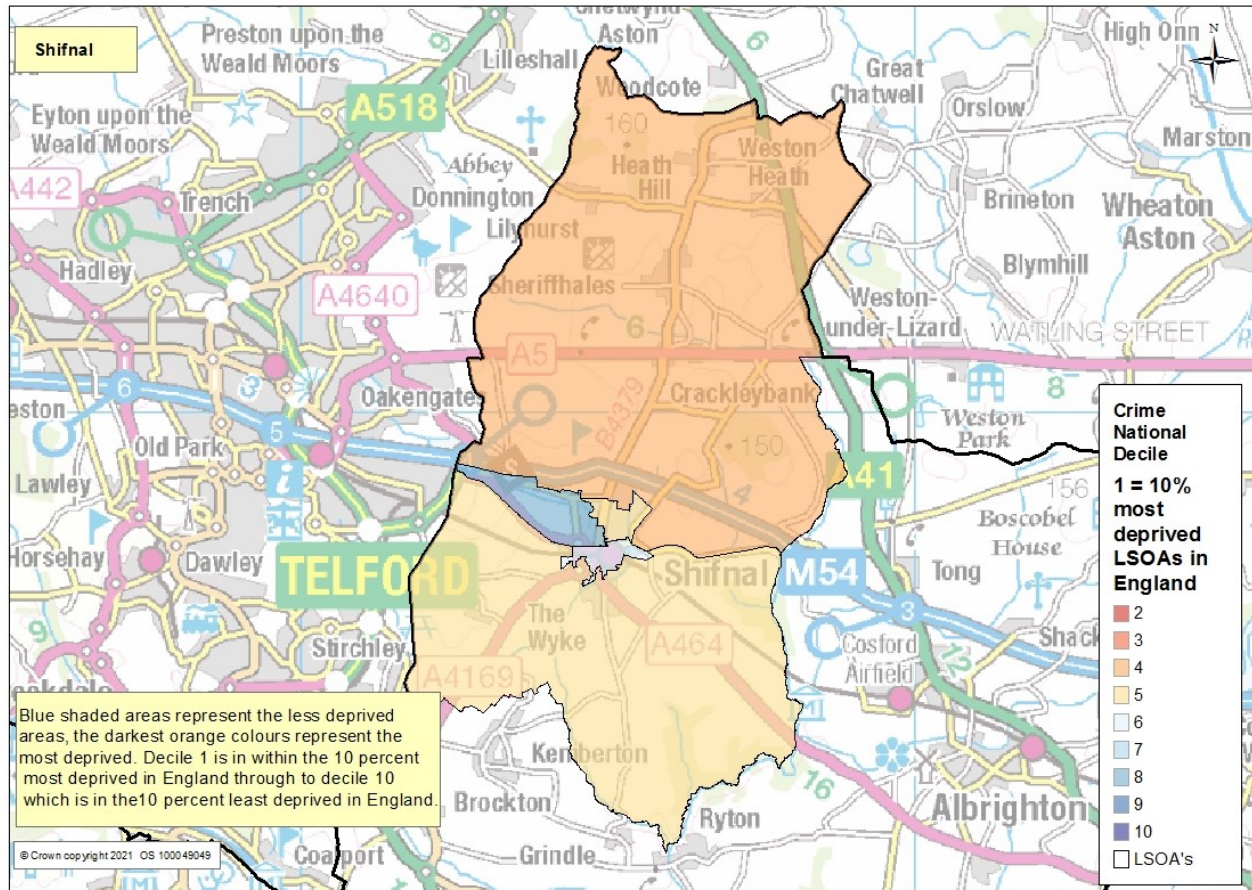 Shifnal
Preston upon the
Weald Moors
Lilleshall
Aston
Woodcote
High Onn
N
Great
Chatwell
Orslow
Marston
Eyton upon the
Weald Moors
A518
9
6
160
Abbey
Heath
Hill
Weston
Heath
A442
Trench
Donnington
Brineton
Wheaton
Aston
Lilyhurst
Hadley
Blymhill
Sheriffhales
A4640
Weston-
under-Lizard
WATLING STREET
6
A5
6
3
8
Oakengate
Crackleybank
B4379
Weston
Park
5
Old Park
150
A41
Lawley
4
156
Boscobel
House
Horsehay
Dawley
TELFORD
Shifnal
M54
Tong
3
The
Wyke
Stirchley
A464
Cosford
Airfield
12
A4169
Kemberton
16
Brockton
Ryton
Albrighton
Grindle
Coalport
Crime
National
Decile
1 = 10%
most
deprived
LSOAs in
England
2
3
4
5
6
7
8
9
10
LSOA's
Blue shaded areas represent the less deprived
areas, the darkest orange colours represent the
most deprived. Decile 1 is in within the 10 percent
most deprived in England through to decile 10
which is in the10 percent least deprived in England.
© Crown copyright 2021 OS 100049049